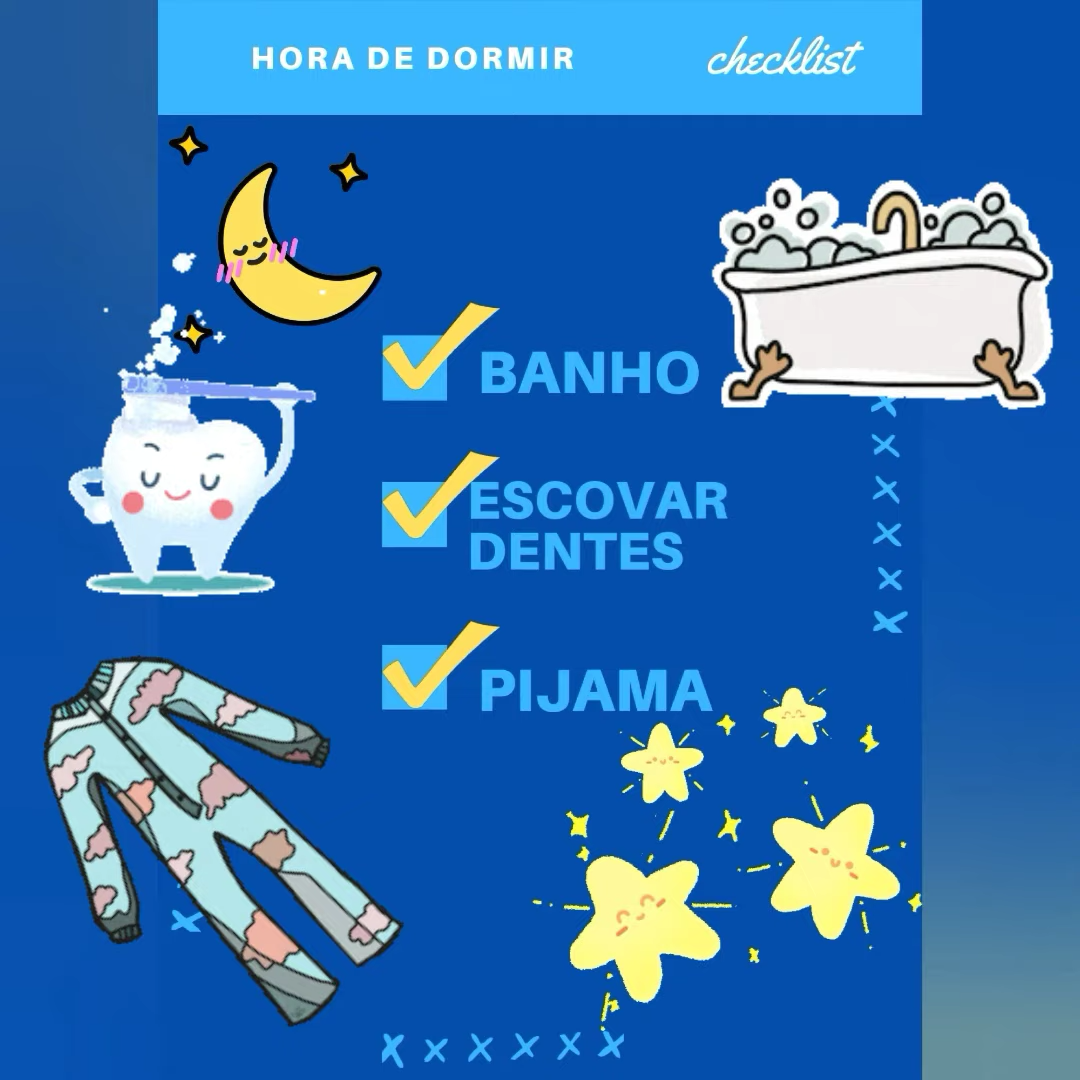 HORA DE DORMIR
checklist
BANHO
ESCOVAR
DENTES
PIJAMA